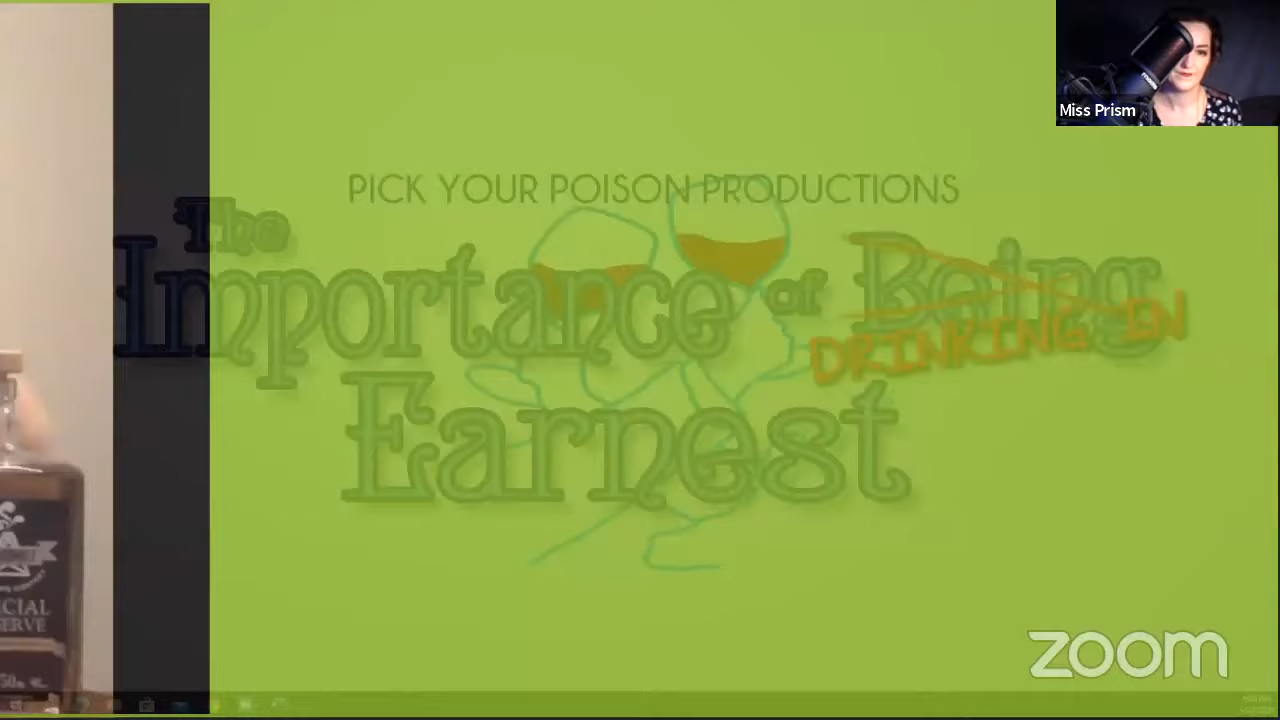 Miss Prism
PICK YOUR POISON PRODUCTIONS
The
Importance of Being
DRINKING IN
Earnest
CIAL
ERVE
zoom